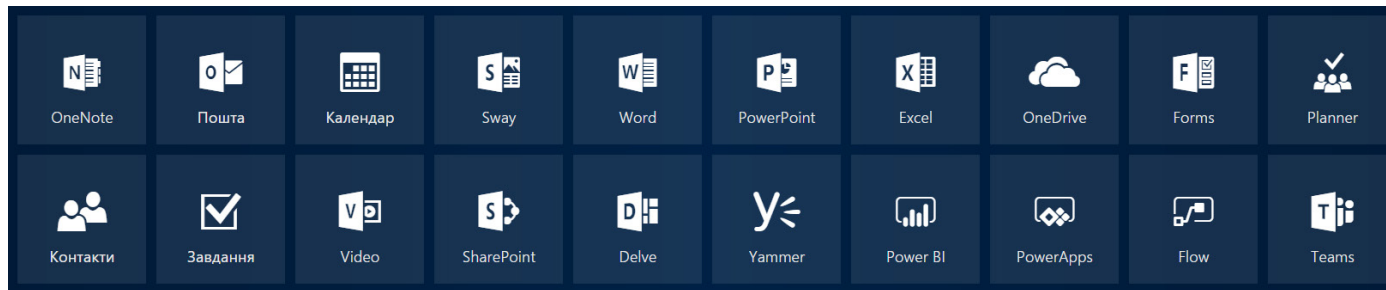 OneNote Пошта Календар Sway Word PowerPoint Excel OneDrive Forms Planner
Контакти Завдання Video SharePoint Delve Yammer Power BI PowerApps Flow Teams